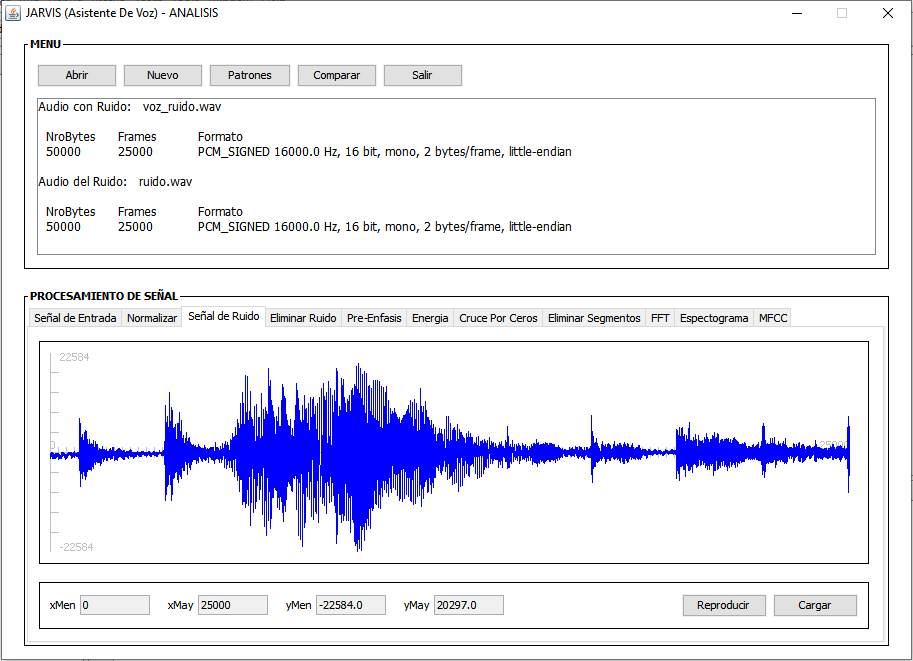 JARVIS (Asistente De Voz) - ANALISIS
MENU
Abrir Nuevo Patrones Comparar Salir
Audio con Ruido: voz_ruido.wav
NroBytes Frames Formato
50000 25000 PCM_SIGNED 16000.0 Hz, 16 bit, mono, 2 bytes/frame, little-endian
Audio del Ruido: ruido.wav
NroBytes Frames Formato
50000 25000 PCM_SIGNED 16000.0 Hz, 16 bit, mono, 2 bytes/frame, little-endian
PROCESAMIENTO DE SEÑAL
Señal de Entrada Normalizar Señal de Ruido Eliminar Ruido Pre-Enfasis Energia Cruce Por Ceros Eliminar Segmentos FFT Espectograma MFCC
22584
0 25000
-22584
xMen 0 xMay 25000 yMen -22584.0 yMay 20297.0 Reproducir Cargar